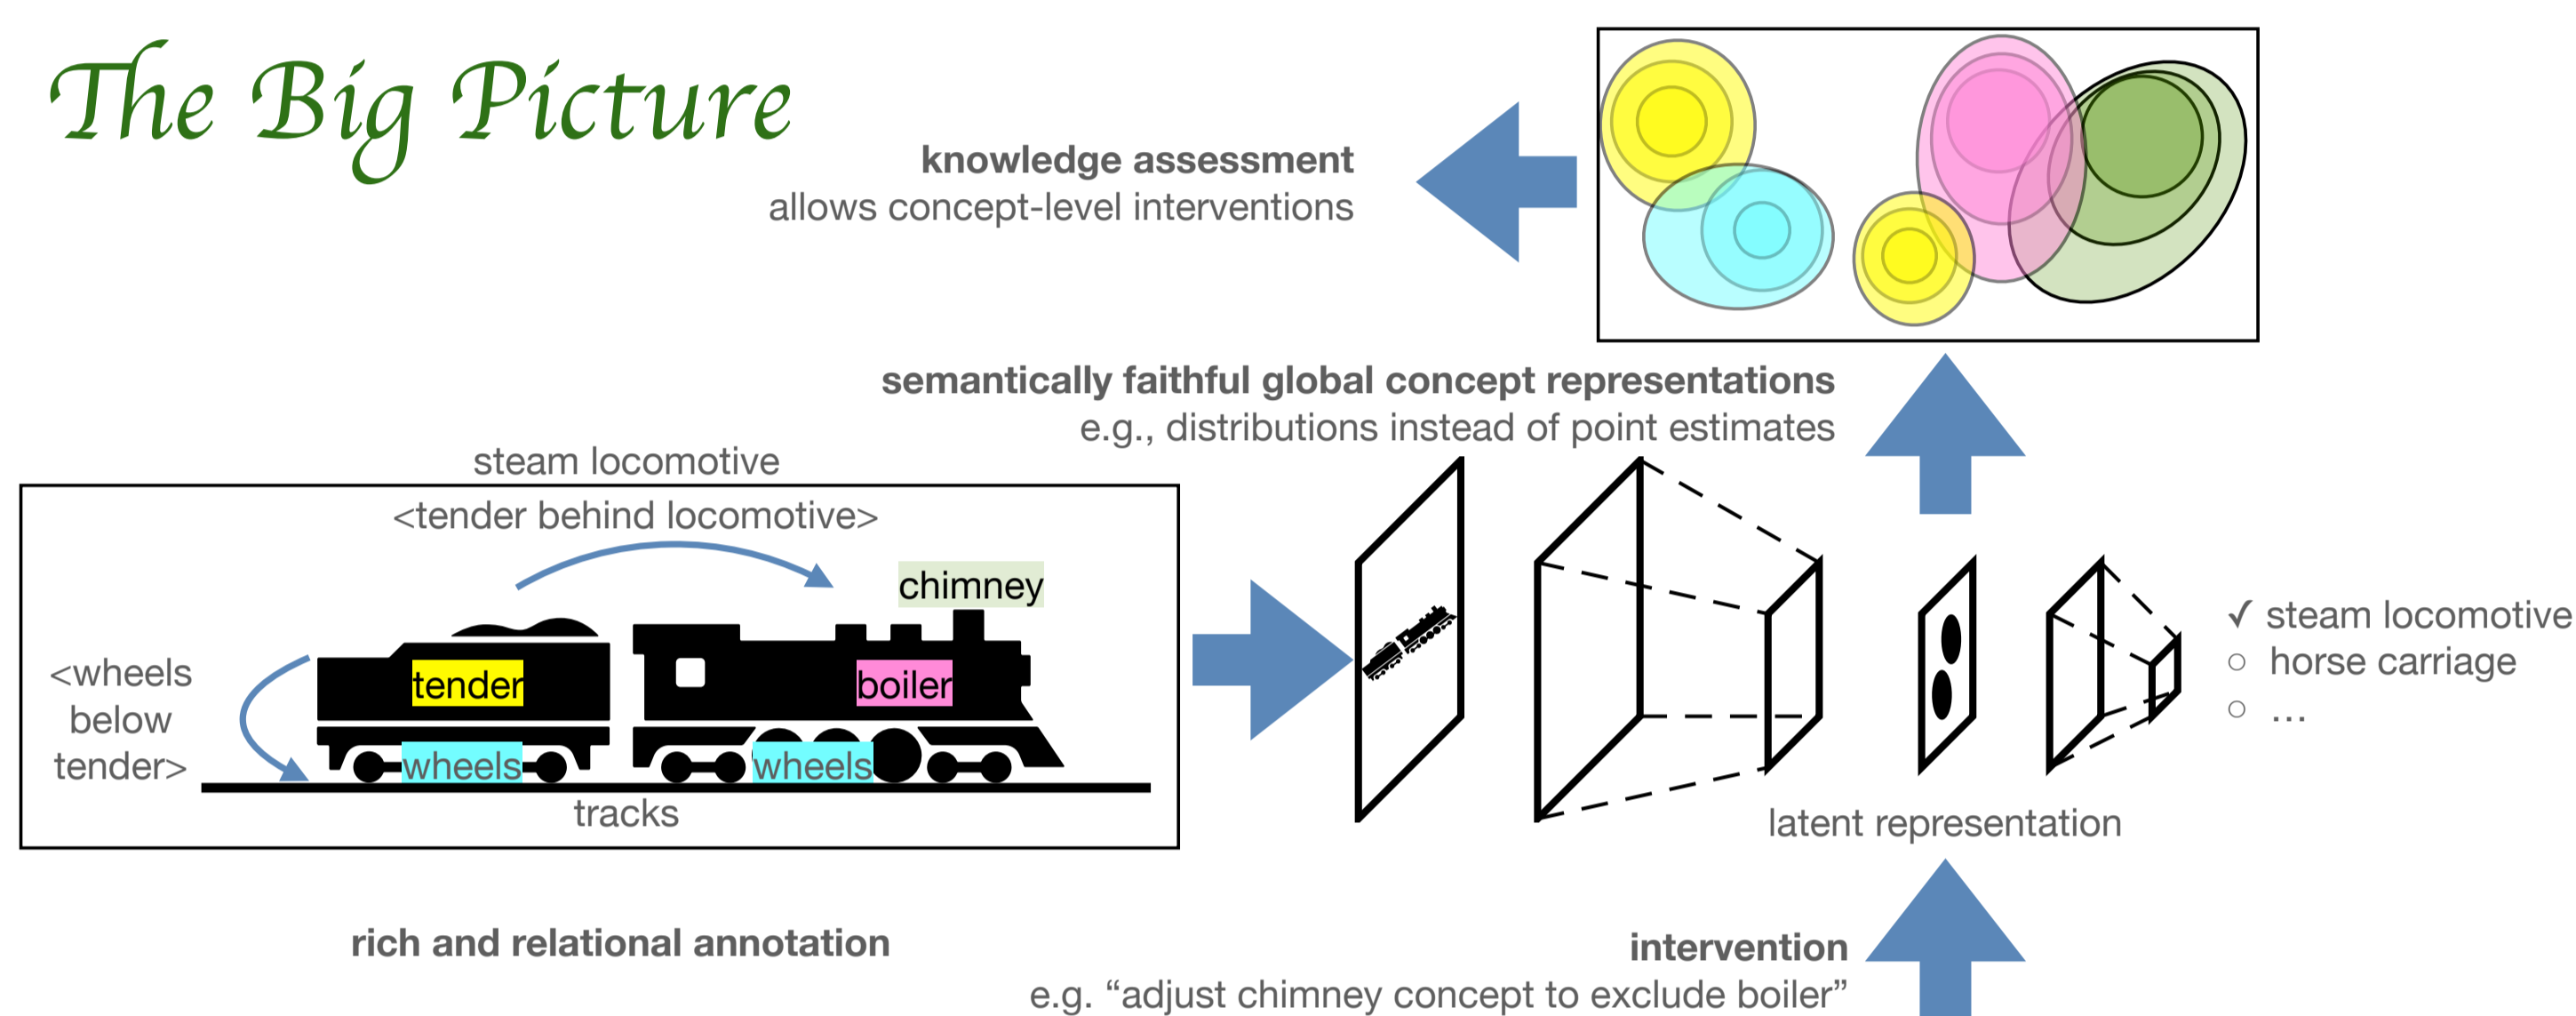 The Big Picture
knowledge assessment
allows concept-level interventions
semantically faithful global concept representations
e.g., distributions instead of point estimates
steam locomotive
<tender behind locomotive>
chimney
<wheels
below
tender>
tender
boiler
wheels
wheels
tracks
✓ steam locomotive
○ horse carriage
○ ...
latent representation
rich and relational annotation
intervention
e.g. “adjust chimney concept to exclude boiler”